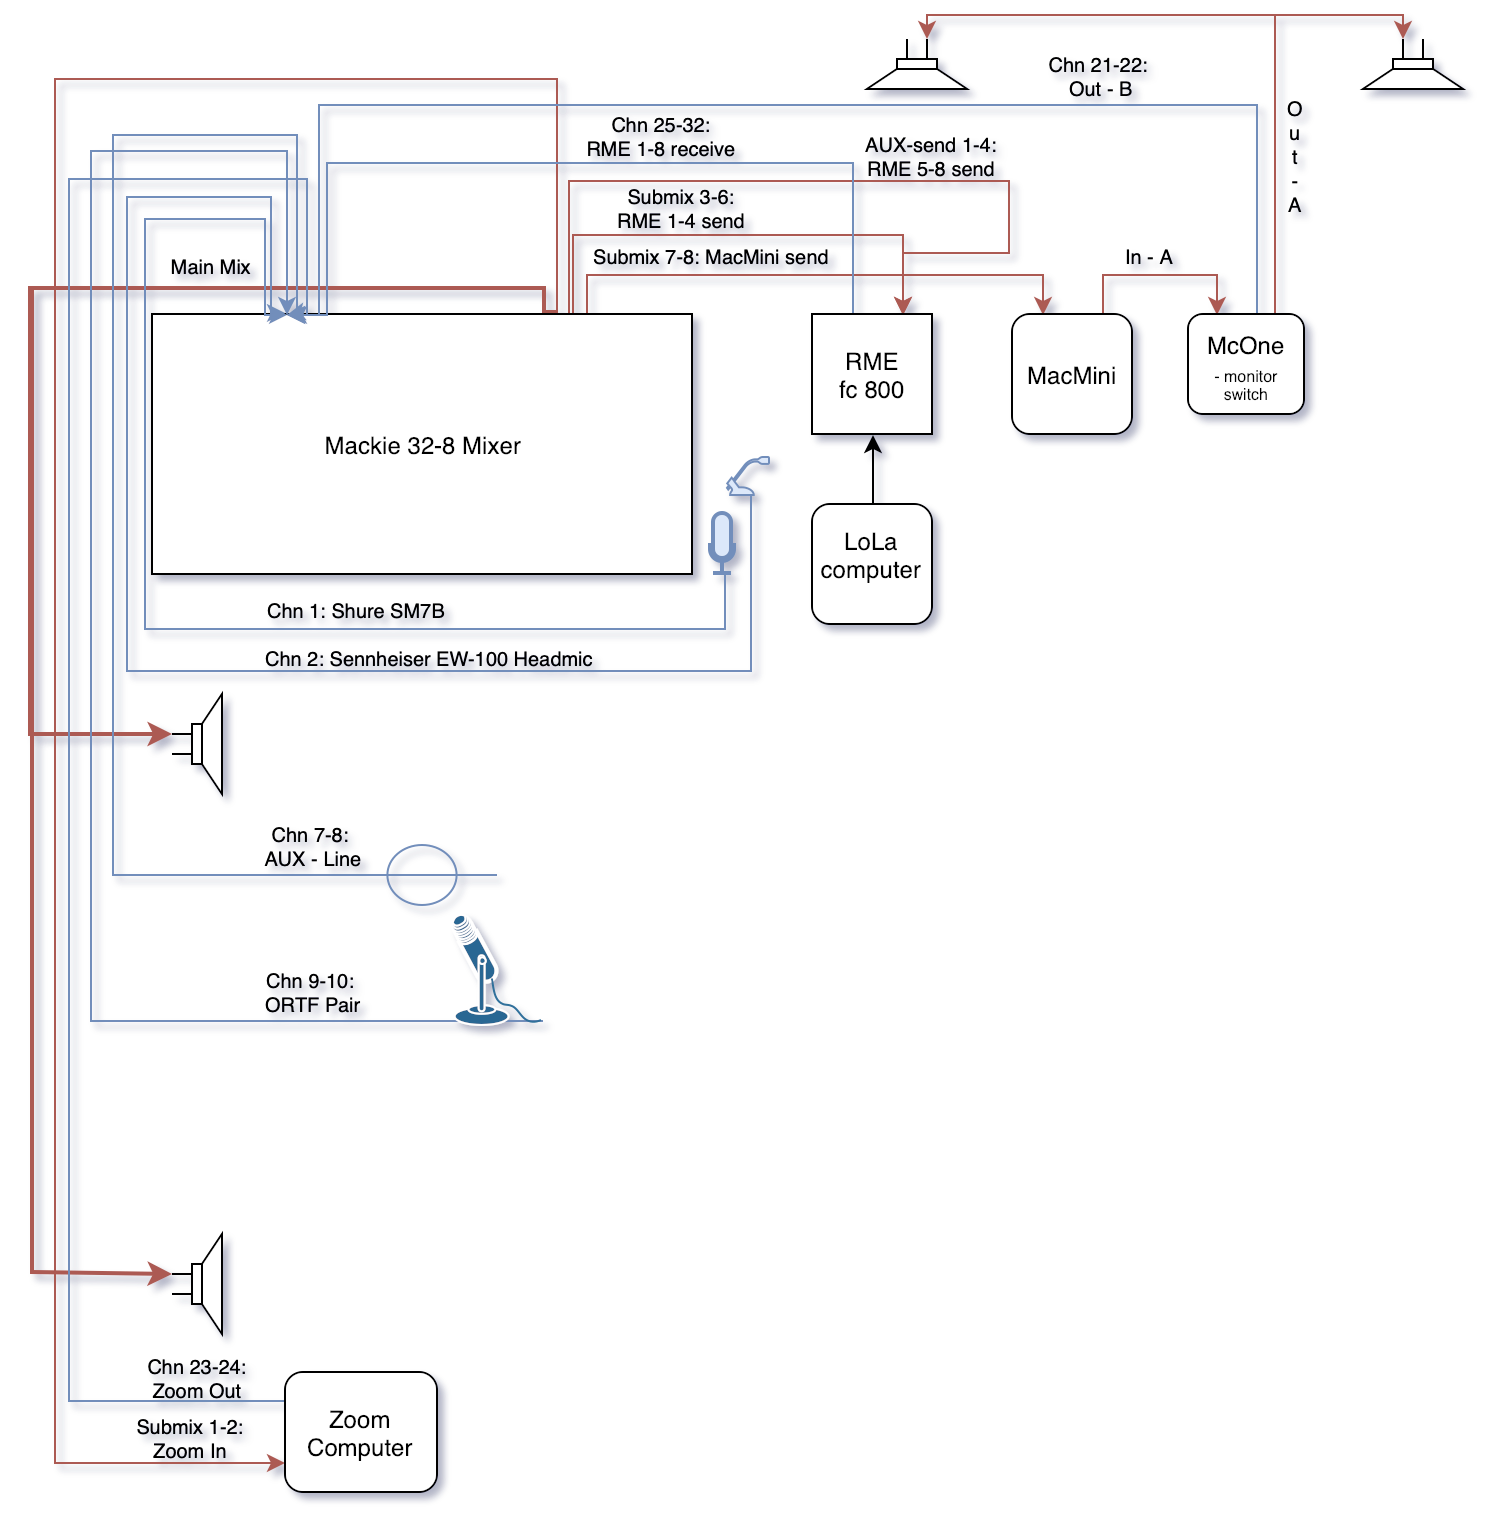 Chn 21-22:
Out - B
O
u
t
-
A
Chn 25-32:
RME 1-8 receive
AUX-send 1-4:
RME 5-8 send
Submix 3-6:
RME 1-4 send
Submix 7-8: MacMini send
In - A
Main Mix
Mackie 32-8 Mixer
RME
fc 800
MacMini
McOne
- monitor
switch
LoLa
computer
Chn 1: Shure SM7B
Chn 2: Sennheiser EW-100 Headmic
Chn 7-8:
AUX - Line
Chn 9-10:
ORTF Pair
Chn 23-24:
Zoom Out
Submix 1-2:
Zoom In
Zoom
Computer